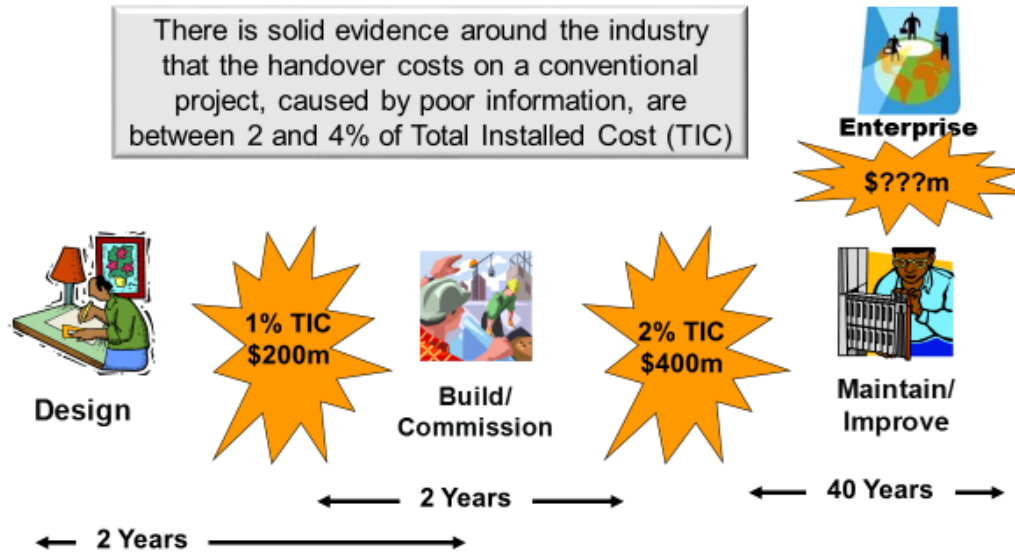 There is solid evidence around the industry
that the handover costs on a conventional
project, caused by poor information, are
between 2 and 4% of Total Installed Cost (TIC)
Enterprise
$???m
1% TIC
$200m
2% TIC
$400m
Design
Build/
Commission
Maintain/
Improve
2 Years
40 Years
2 Years